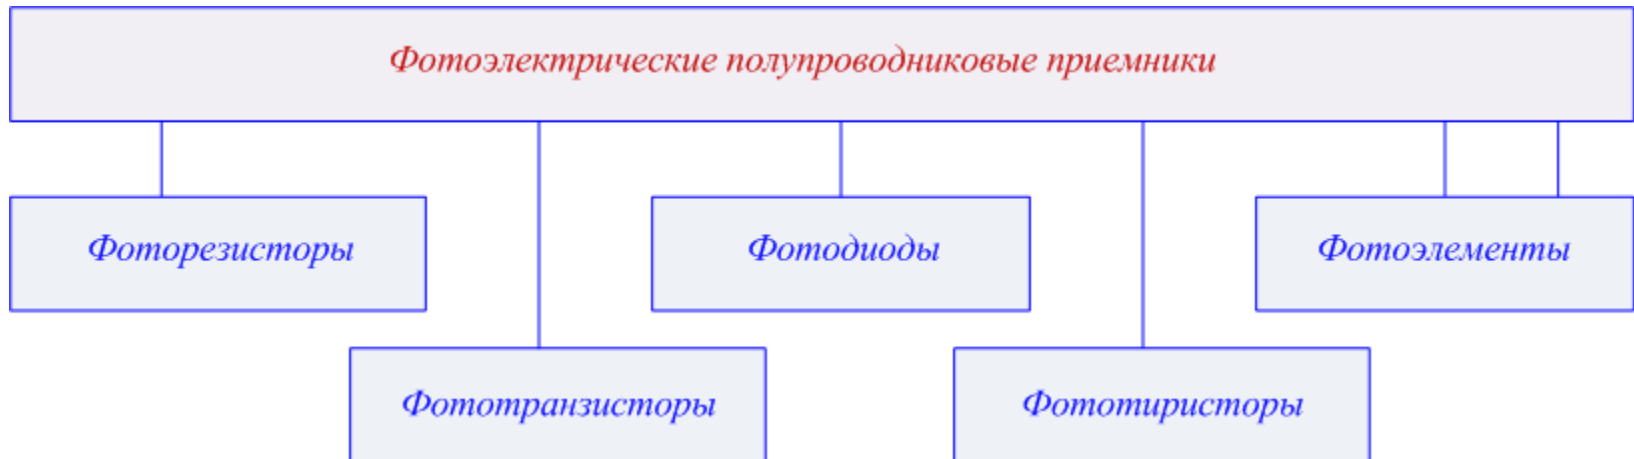 Фотоэлектрические полупроводниковые приемники
Фоторезисторы
Фотодиоды
Фотоэлементы
Фототранзисторы
Фототиристоры